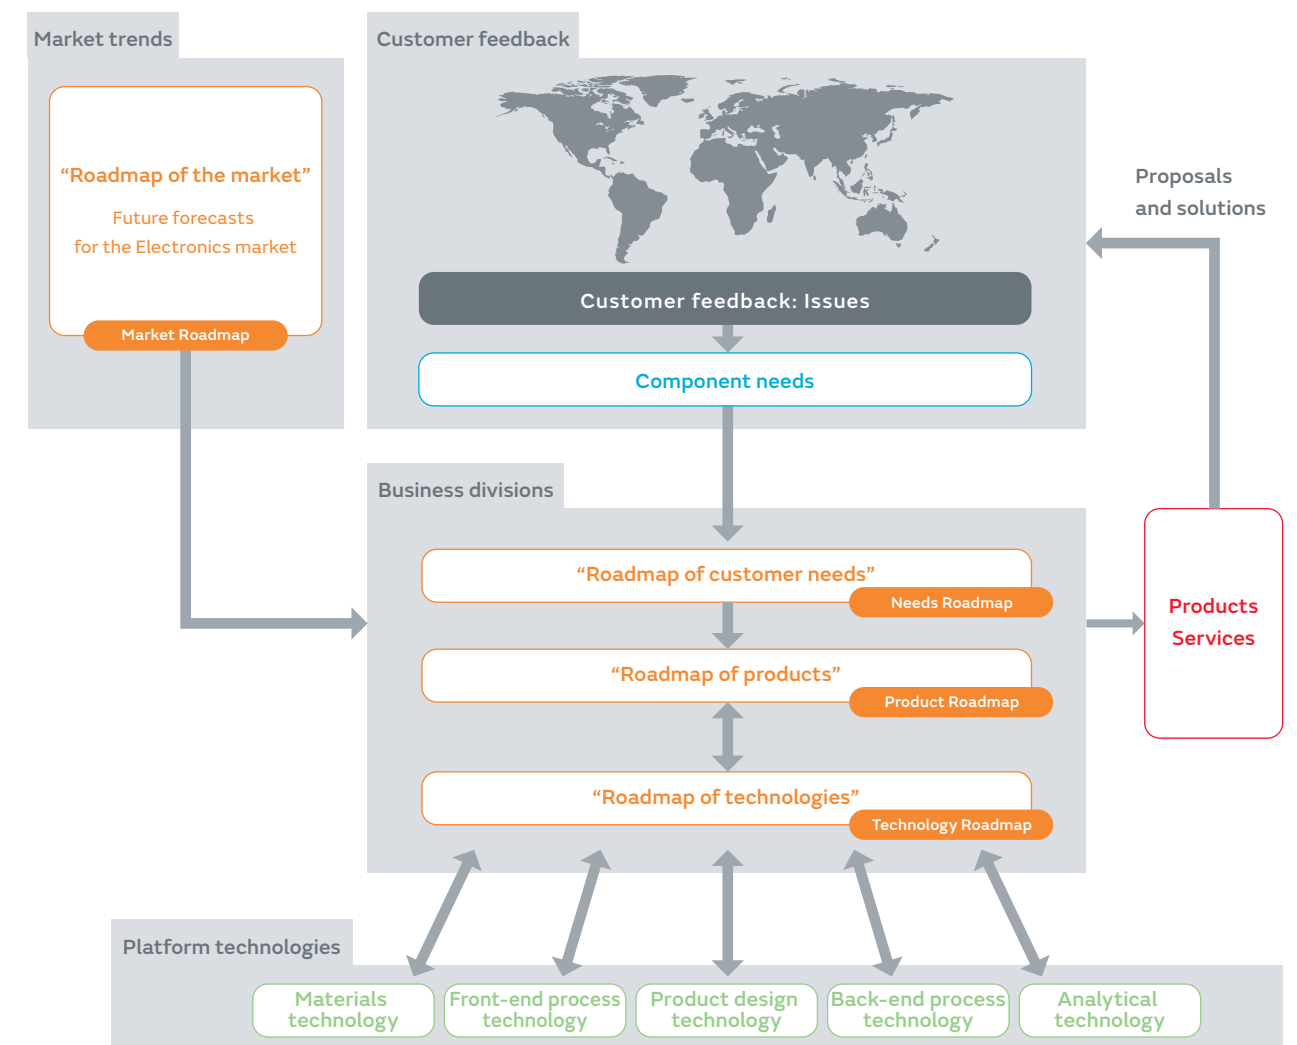 Market trends
“Roadmap of the market”
Future forecasts
for the Electronics market
Market Roadmap
Customer feedback
Customer feedback: Issues
Component needs
Proposals
and solutions
Business divisions
“Roadmap of customer needs”
Needs Roadmap
“Roadmap of products”
Product Roadmap
“Roadmap of technologies”
Technology Roadmap
Products
Services
Platform technologies
Materials
technology
Front-end process
technology
Product design
technology
Back-end process
technology
Analytical
technology